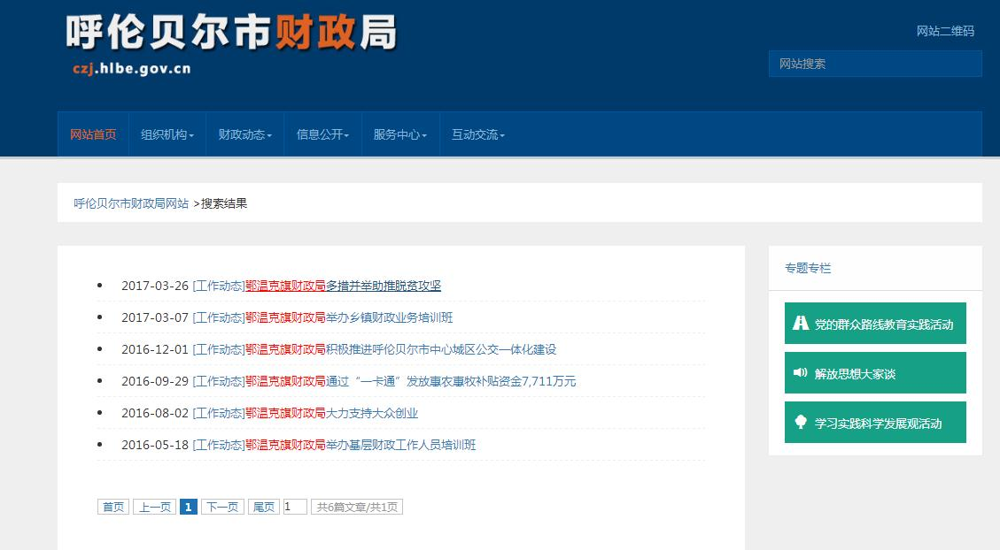 呼伦贝尔市财政局
czj.hlbe.gov.cn
网站二维码
网站搜索
网站首页 组织机构 财政动态 信息公开 服务中心 互动交流
呼伦贝尔市财政局网站 >搜索结果
2017-03-26 [工作动态]鄂温克旗财政局多措并举助推脱贫攻坚
2017-03-07 [工作动态]鄂温克旗财政局举办乡镇财政业务培训班
2016-12-01 [工作动态]鄂温克旗财政局积极推进呼伦贝尔市中心城区公交一体化建设
2016-09-29 [工作动态]鄂温克旗财政局通过“一卡通”发放惠农惠牧补贴资金7,711万元
2016-08-02 [工作动态]鄂温克旗财政局大力支持大众创业
2016-05-18 [工作动态]鄂温克旗财政局举办基层财政工作人员培训班
首页 上一页 1 下一页 尾页 1 共6篇文章/共1页
专题专栏
党的群众路线教育实践活动
解放思想大家谈
学习实践科学发展观活动